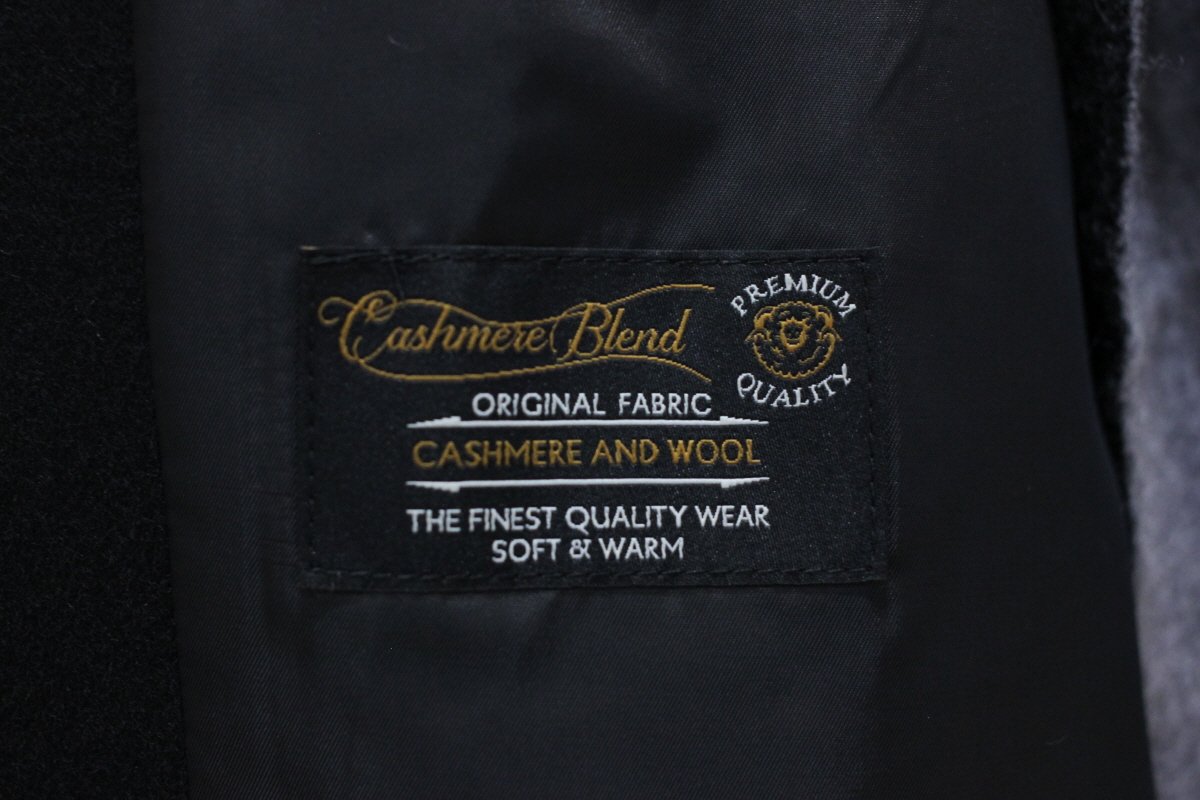 Cashmere Blend
PREMIUM
QUALITY
ORIGINAL FABRIC
CASHMERE AND WOOL
THE FINEST QUALITY WEAR
SOFT & WARM